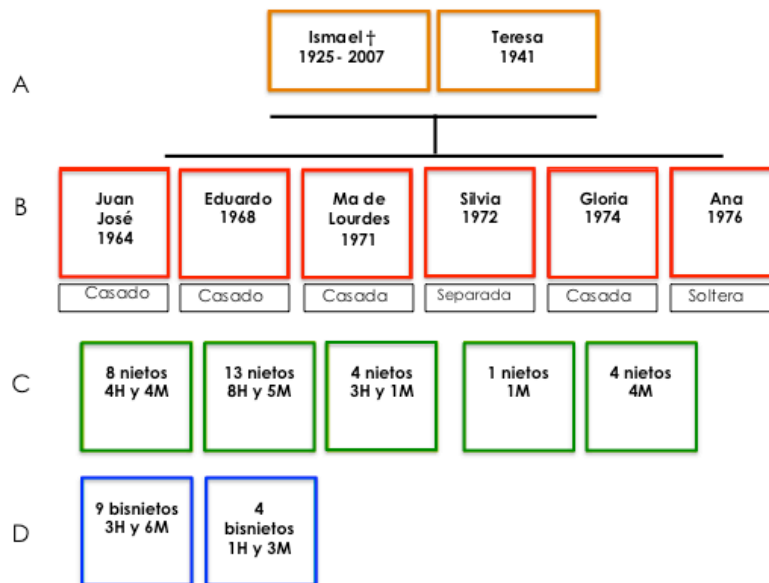 A
Ismael †
1925 - 2007
Teresa
1941
B
Juan
José
1964
Eduardo
1968
Ma de
Lourdes
1971
Silvia
1972
Gloria
1974
Ana
1976
Casado
Casado
Casada
Separada
Casada
Soltera
C
8 nietos
4H y 4M
13 nietos
8H y 5M
4 nietos
3H y 1M
1 nietos
1M
4 nietos
4M
D
9 bisnietos
3H y 6M
4
bisnietos
1H y 3M